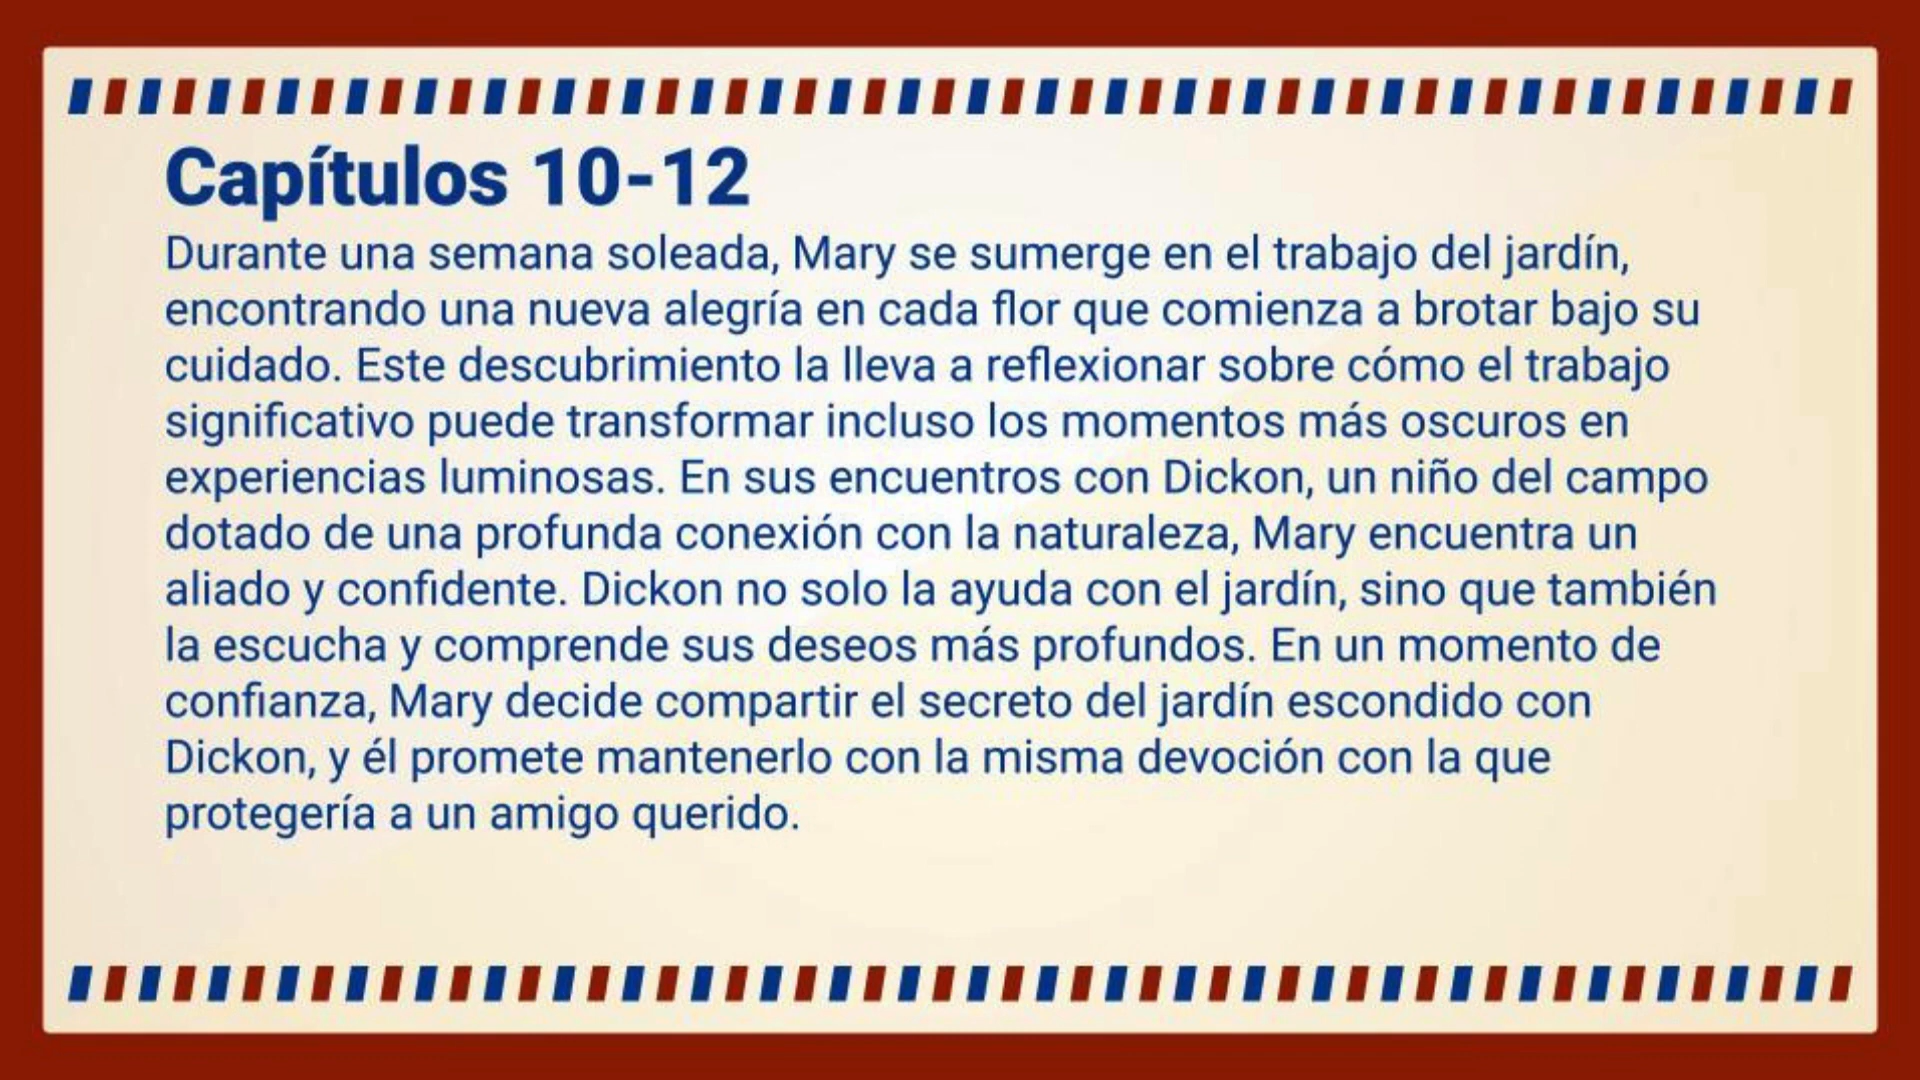 Capítulos 10-12
Durante una semana soleada, Mary se sumerge en el trabajo del jardín,
encontrando una nueva alegría en cada flor que comienza a brotar bajo su
cuidado. Este descubrimiento la lleva a reflexionar sobre cómo el trabajo
significativo puede transformar incluso los momentos más oscuros en
experiencias luminosas. En sus encuentros con Dickon, un niño del campo
dotado de una profunda conexión con la naturaleza, Mary encuentra un
aliado y confidente. Dickon no solo la ayuda con el jardín, sino que también
la escucha y comprende sus deseos más profundos. En un momento de
confianza, Mary decide compartir el secreto del jardín escondido con
Dickon, y él promete mantenerlo con la misma devoción con la que
protegería a un amigo querido.